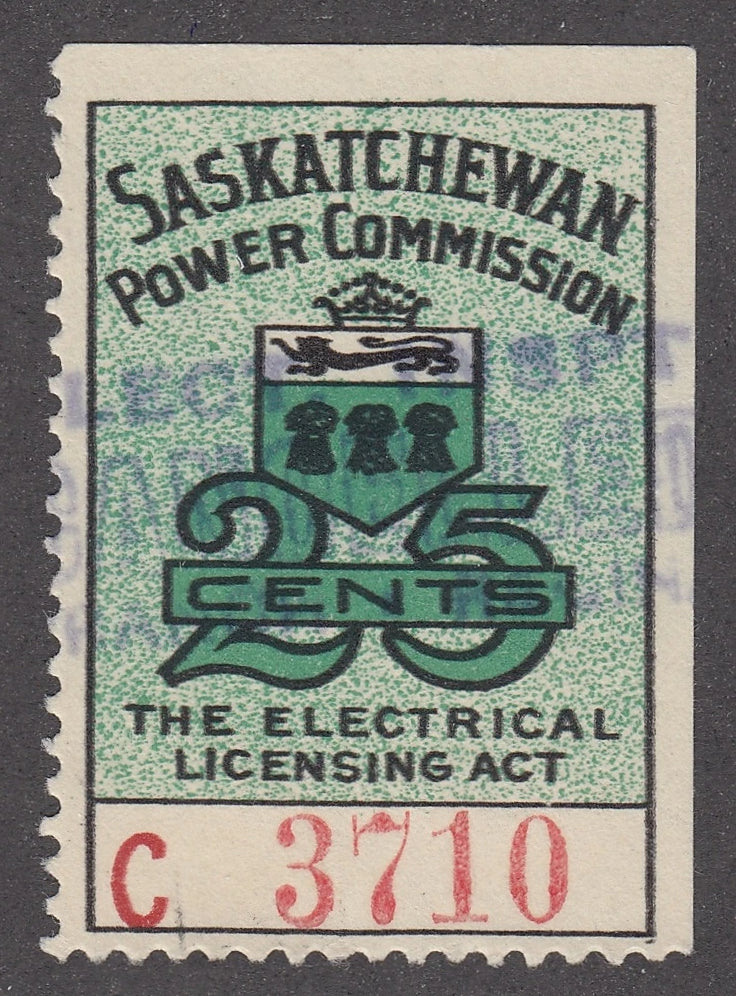 SASKATCHEWAN
POWER COMMISSION
25
CENTS
THE ELECTRICAL
LICENSING ACT
C 3710